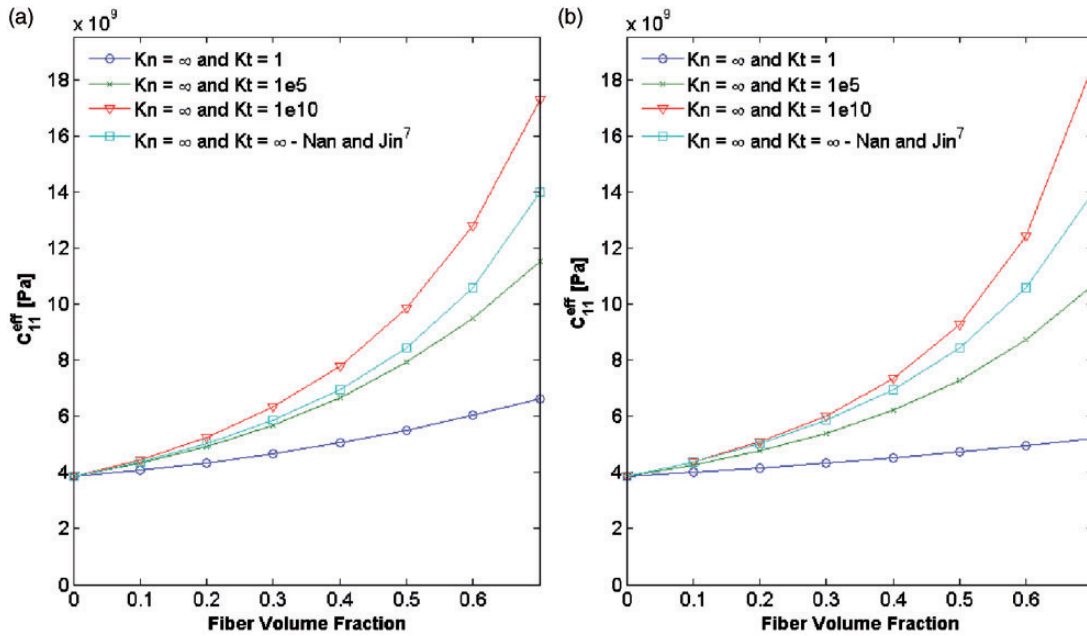 (a)
x 10^9
Kn = ∞ and Kt = 1
Kn = ∞ and Kt = 1e5
Kn = ∞ and Kt = 1e10
Kn = ∞ and Kt = ∞ - Nan and Jin^7
18
16
14
12
10
8
6
4
2
0
C_11^eff [Pa]
0 0.1 0.2 0.3 0.4 0.5 0.6
Fiber Volume Fraction
(b)
x 10^9
Kn = ∞ and Kt = 1
Kn = ∞ and Kt = 1e5
Kn = ∞ and Kt = 1e10
Kn = ∞ and Kt = ∞ - Nan and Jin^7
18
16
14
12
10
8
6
4
2
0
C_11^eff [Pa]
0 0.1 0.2 0.3 0.4 0.5 0.6
Fiber Volume Fraction